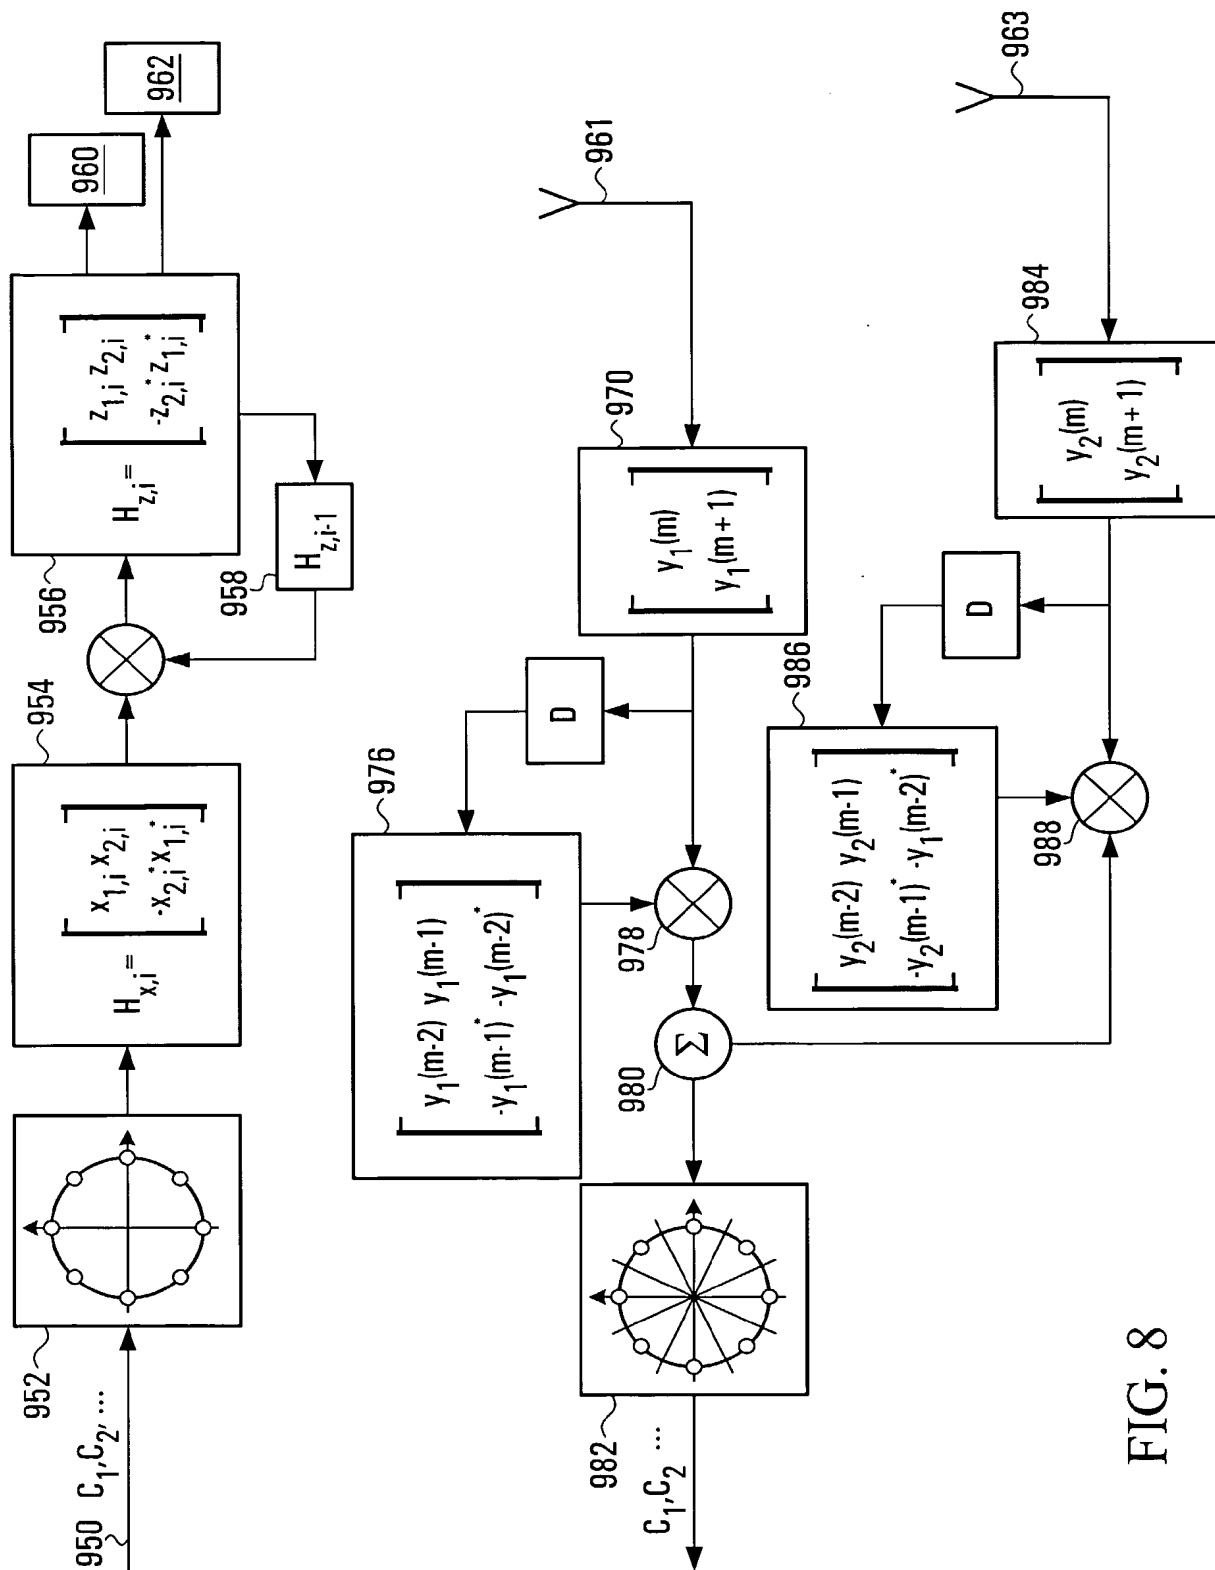 950
C1, C2, ...
952
954
Hx,i =
x1,i x2,i
-x2,i* x1,i*
956
Hz,i =
z1,i z2,i
-z2,i* z1,i*
958
Hz,i-1
960
962
961
970
y1(m)
y1(m + 1)
D
976
y1(m-2) y1(m-1)
-y1(m-1)* -y1(m-2)*
978
980
Σ
982
C1, C2 ...
963
984
y2(m)
y2(m + 1)
D
986
y2(m-2) y2(m-1)
-y2(m-1)* -y1(m-2)*
988
FIG. 8